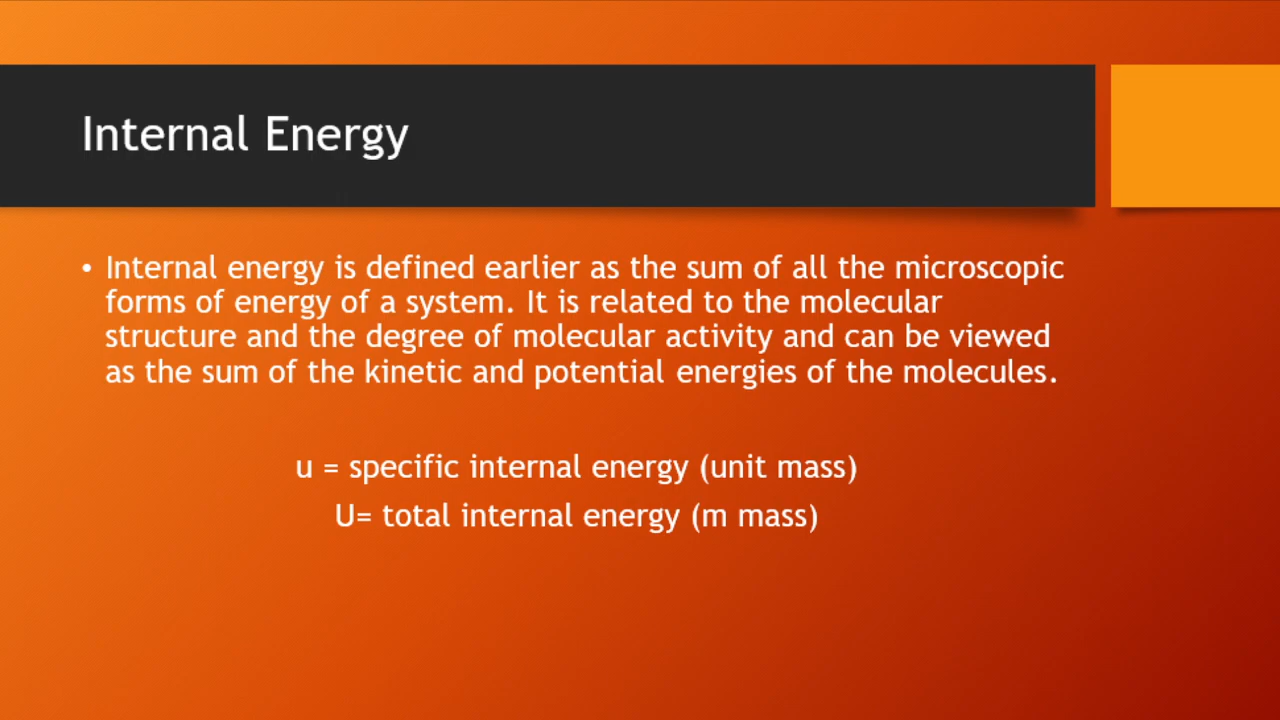 Internal Energy
• Internal energy is defined earlier as the sum of all the microscopic
forms of energy of a system. It is related to the molecular
structure and the degree of molecular activity and can be viewed
as the sum of the kinetic and potential energies of the molecules.
u = specific internal energy (unit mass)
U= total internal energy (m mass)